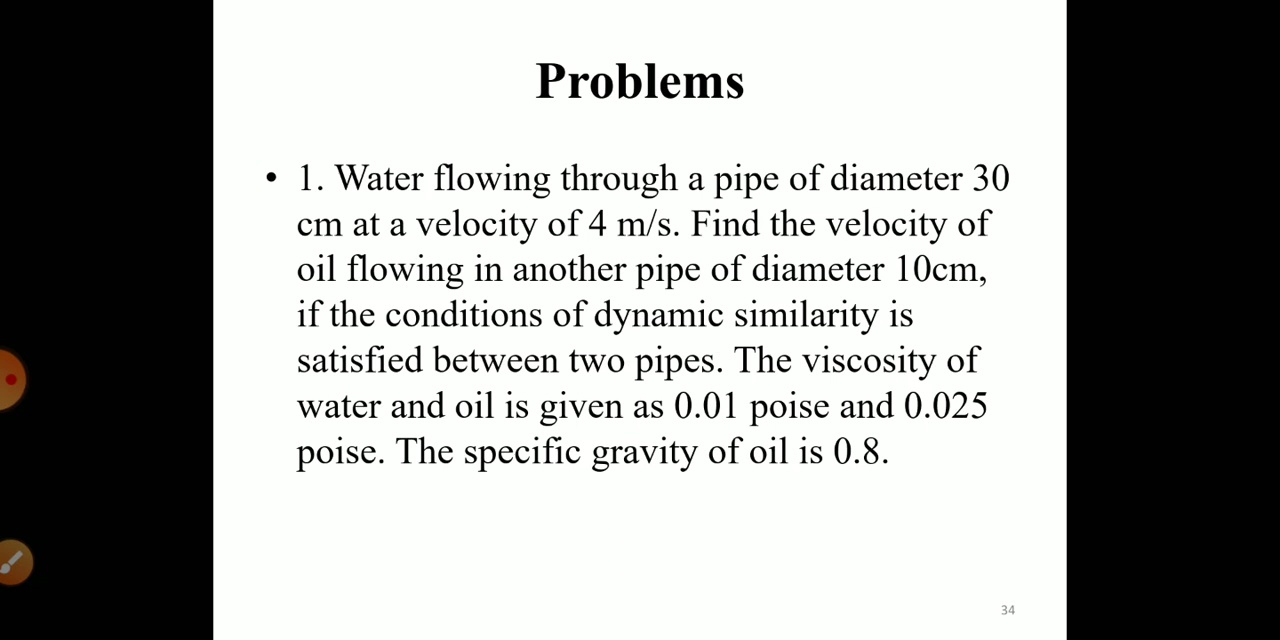 Problems
• 1. Water flowing through a pipe of diameter 30
cm at a velocity of 4 m/s. Find the velocity of
oil flowing in another pipe of diameter 10cm,
if the conditions of dynamic similarity is
satisfied between two pipes. The viscosity of
water and oil is given as 0.01 poise and 0.025
poise. The specific gravity of oil is 0.8.
34